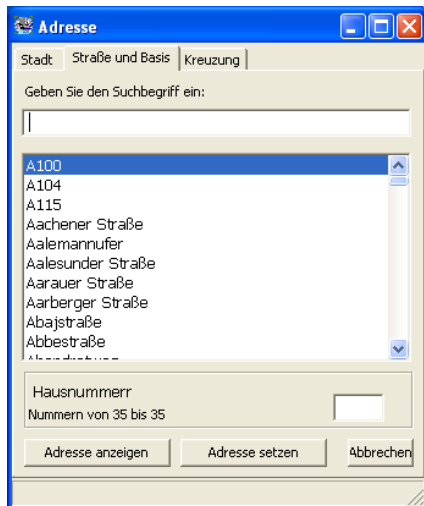 Adresse
Stadt Straße und Basis Kreuzung
Geben Sie den Suchbegriff ein:
A100
A104
A115
Aachener Straße
Aalemannufer
Aalesunder Straße
Aarauer Straße
Aarberger Straße
Abajstraße
Abbestraße
Hausnummerr
Nummern von 35 bis 35
Adresse anzeigen Adresse setzen Abbrechen